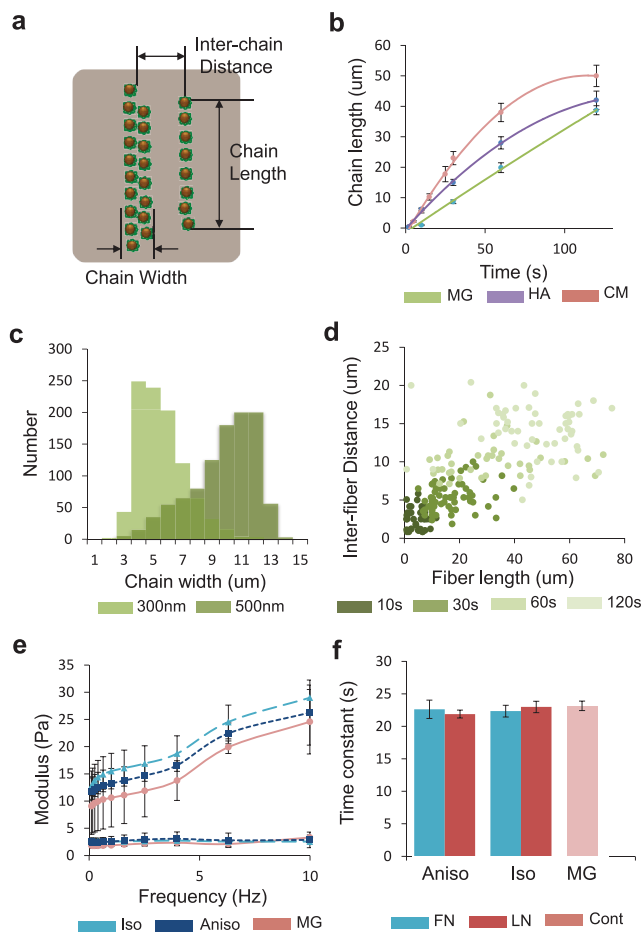 a
Inter-chain
Distance
Chain
Length
Chain Width
b
Chain length (um)
60
50
40
30
20
10
0
0
50
100
Time (s)
MG
HA
CM
c
Number
300
250
200
150
100
50
0
1
3
5
7
9
11
13
15
Chain width (um)
300nm
500nm
d
Inter-fiber Distance (um)
25
20
15
10
5
0
0
20
40
60
80
Fiber length (um)
10s
30s
60s
120s
e
Modulus (Pa)
35
30
25
20
15
10
5
0
0
5
10
Frequency (Hz)
Iso
Aniso
MG
f
Time constant (s)
30
25
20
15
10
5
0
Aniso
Iso
MG
FN
LN
Cont